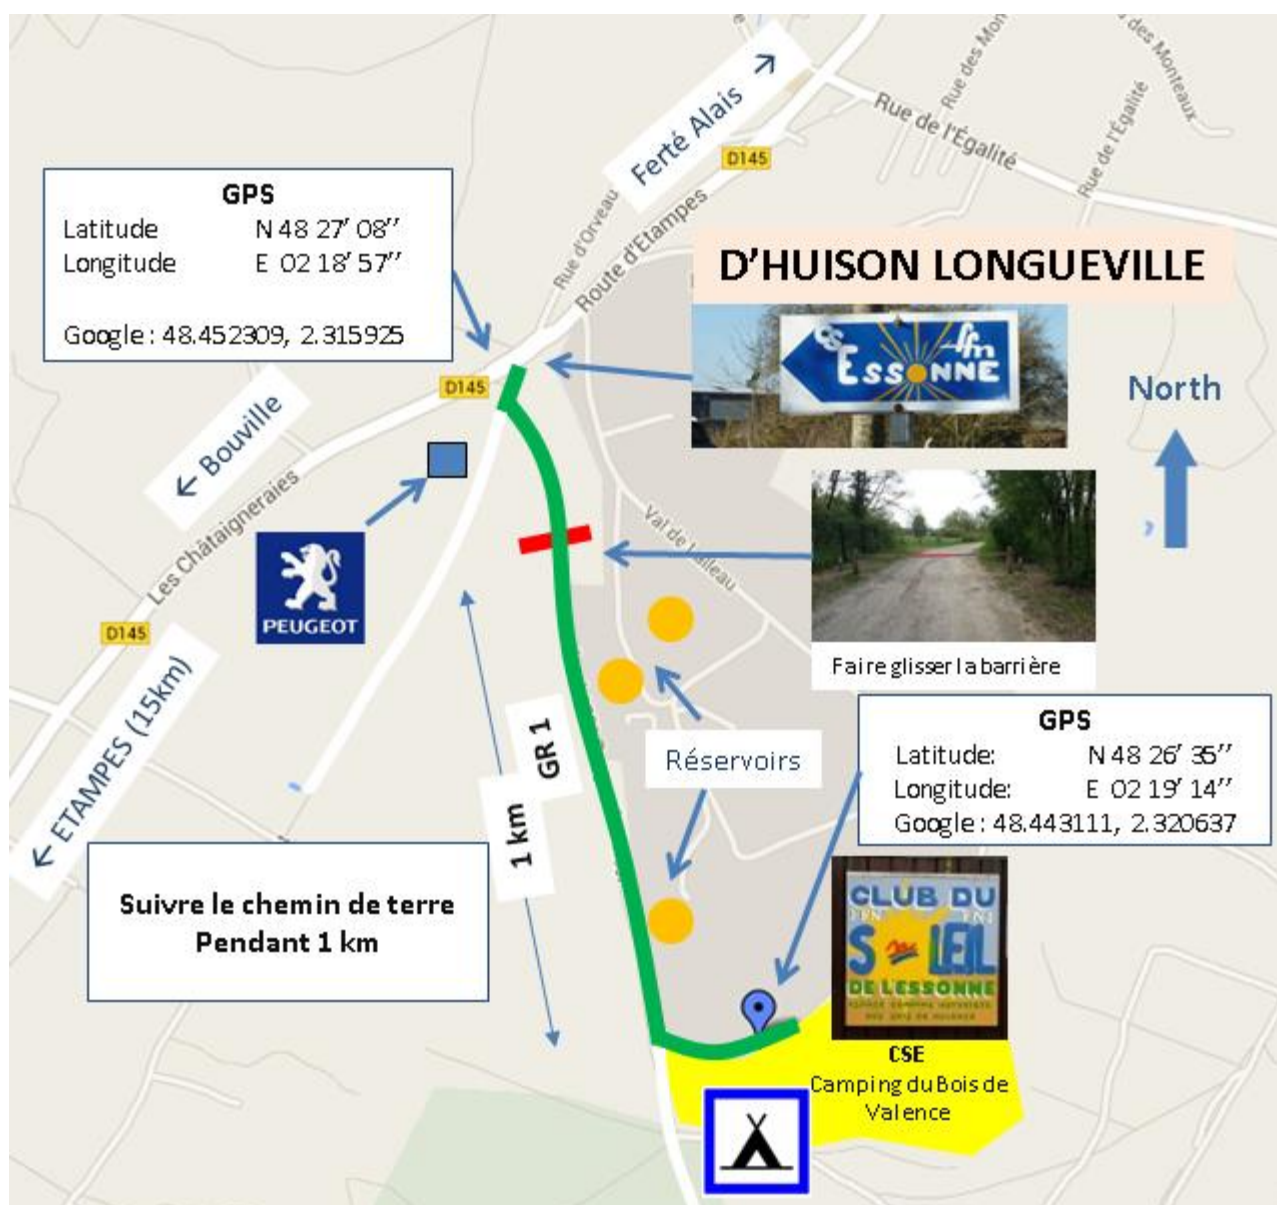 Ferté Alais →
Rue des Monteaux
Rue de l'Égalité
Rue de l'Égalité
D145
GPS
Latitude N 48 27' 08''
Longitude E 02 18' 57''
Google : 48.452309, 2.315925
Rue d'Orveau
Route d'Etampes
D'HUISON LONGUEVILLE
CS ESSONNE ffn
North
D145
← Bouville
Les Châtaigneraies
PEUGEOT
Val de Lalleau
Faire glisser la barrière
D145
← ETAMPES (15km)
GR 1
1 km
Réservoirs
GPS
Latitude: N 48 26' 35''
Longitude: E 02 19' 14''
Google : 48.443111, 2.320637
Suivre le chemin de terre
Pendant 1 km
CLUB DU
SOLEIL
DE L'ESSONNE
CSE
Camping du Bois de
Valence